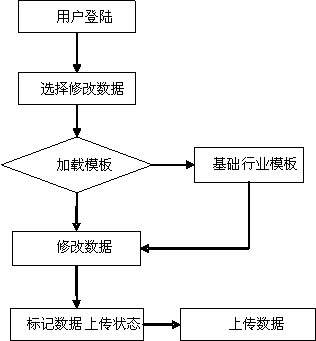 用户登陆
选择修改数据
加载模板
基础行业模板
修改数据
标记数据上传状态
上传数据